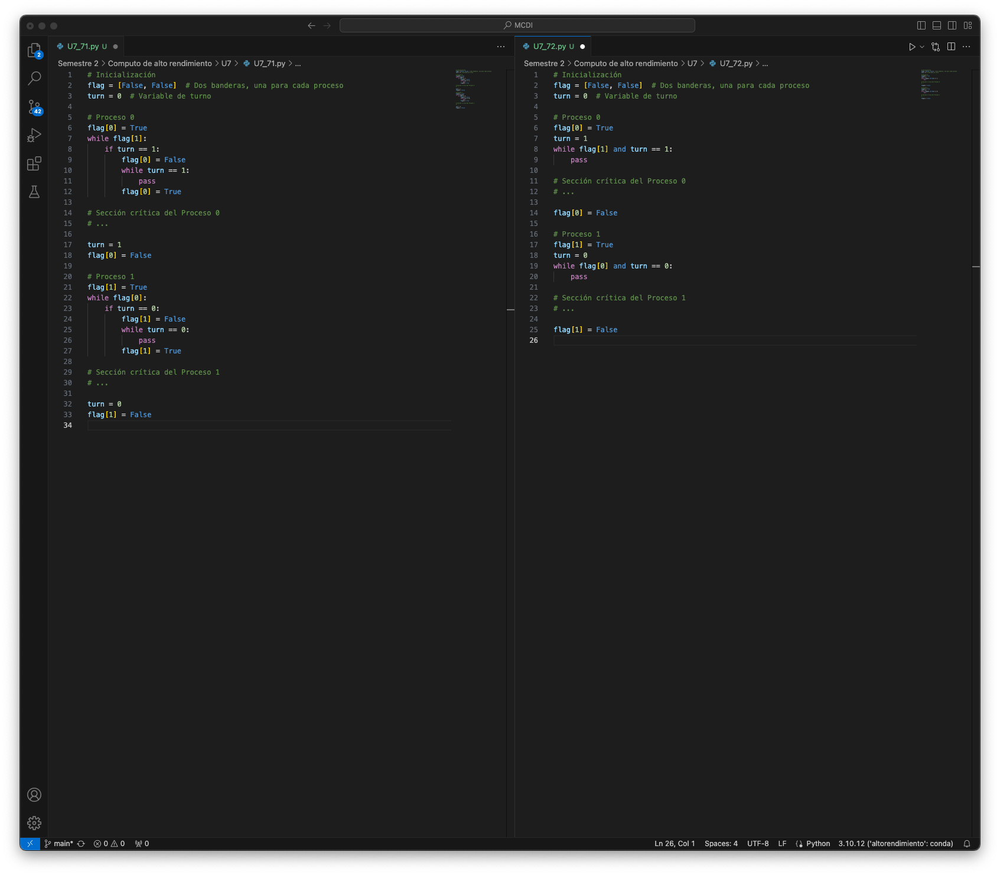 MCDI
U7_71.py U
Semestre 2 > Computo de alto rendimiento > U7 > U7_71.py > ...
1 # Inicialización
2 flag = [False, False]  # Dos banderas, una para cada proceso
3 turn = 0  # Variable de turno
4
5 # Proceso 0
6 flag[0] = True
7 while flag[1]:
8     if turn == 1:
9         flag[0] = False
10         while turn == 1:
11             pass
12         flag[0] = True
13
14 # Sección crítica del Proceso 0
15 # ...
16
17 turn = 1
18 flag[0] = False
19
20 # Proceso 1
21 flag[1] = True
22 while flag[0]:
23     if turn == 0:
24         flag[1] = False
25         while turn == 0:
26             pass
27         flag[1] = True
28
29 # Sección crítica del Proceso 1
30 # ...
31
32 turn = 0
33 flag[1] = False
34
U7_72.py U
Semestre 2 > Computo de alto rendimiento > U7 > U7_72.py > ...
1 # Inicialización
2 flag = [False, False]  # Dos banderas, una para cada proceso
3 turn = 0  # Variable de turno
4
5 # Proceso 0
6 flag[0] = True
7 turn = 1
8 while flag[1] and turn == 1:
9     pass
10
11 # Sección crítica del Proceso 0
12 # ...
13
14 flag[0] = False
15
16 # Proceso 1
17 flag[1] = True
18 turn = 0
19 while flag[0] and turn == 0:
20     pass
21
22 # Sección crítica del Proceso 1
23 # ...
24
25 flag[1] = False
26
2
42
main* 0 0 0
Ln 26, Col 1 Spaces: 4 UTF-8 LF Python 3.10.12 ('altorendimiento': conda)